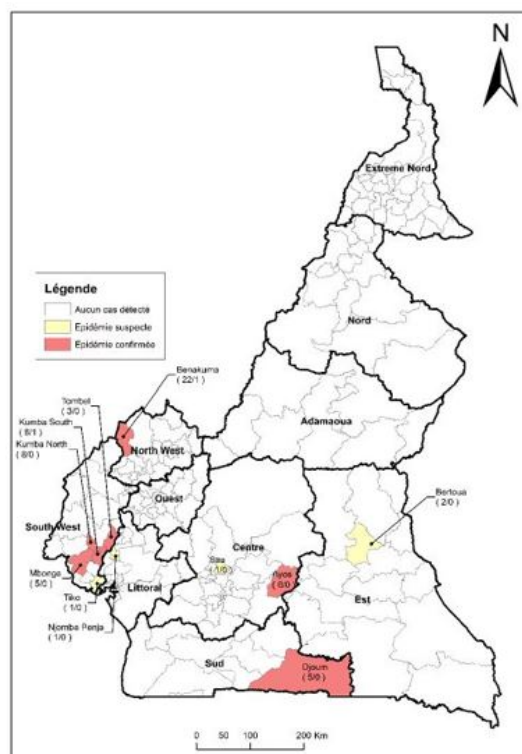 N
Extreme Nord
Légende
Aucun cas détecté
Epidémie suspecte
Epidémie confirmée
Nord
Benakuma
( 22/1 )
Tombel
( 3/0 )
Kumba South
( 8/1 )
Kumba North
( 8/0 )
Adamaoua
North West
Ouest
Bertoua
( 2/0 )
South West
Centre
Mbonge
( 5/0 )
Littoral
Ayos
Est
Tiko
( 1/0 )
Njombe Penja
( 1/0 )
Sud
Djoum
( 5/0 )
0 50 100 200 Km